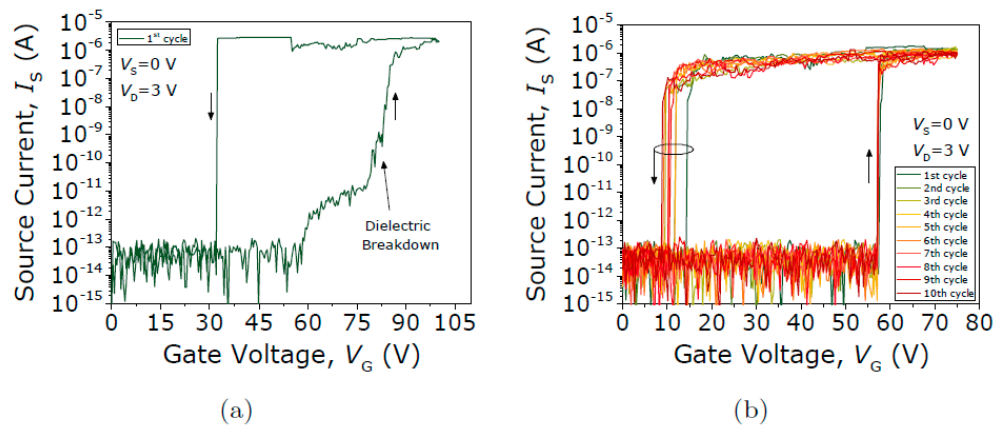 10⁻⁵
10⁻⁶
10⁻⁷
10⁻⁸
10⁻⁹
10⁻¹⁰
10⁻¹¹
10⁻¹²
10⁻¹³
10⁻¹⁴
10⁻¹⁵
Source Current, I_S (A)
1st cycle
V_S=0 V
V_D=3 V
Dielectric
Breakdown
0 15 30 45 60 75 90 105
Gate Voltage, V_G (V)
(a)
10⁻⁵
10⁻⁶
10⁻⁷
10⁻⁸
10⁻⁹
10⁻¹⁰
10⁻¹¹
10⁻¹²
10⁻¹³
10⁻¹⁴
10⁻¹⁵
Source Current, I_S (A)
V_S=0 V
V_D=3 V
1st cycle
2nd cycle
3rd cycle
4th cycle
5th cycle
6th cycle
7th cycle
8th cycle
9th cycle
10th cycle
0 10 20 30 40 50 60 70 80
Gate Voltage, V_G (V)
(b)